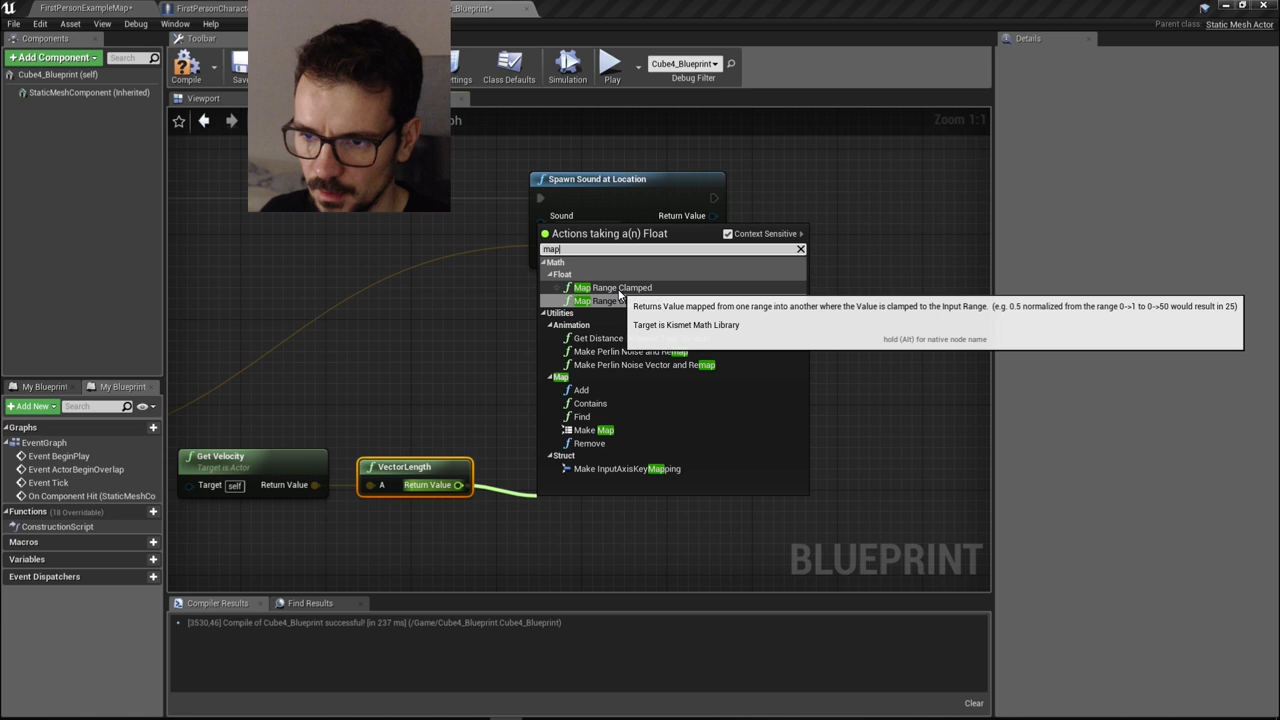 FirstPersonExampleMap*
FirstPersonCharact
_Blueprint*
File Edit Asset View Debug Window Help
Parent class: Static Mesh Actor
Components
Toolbar
Details
+Add Component
Search
Compile
Sav
ettings
Class Defaults
Simulation
Play
Cube4_Blueprint
Debug Filter
Cube4_Blueprint (self)
StaticMeshComponent (Inherited)
Viewport
ph
Zoom 1:1
Spawn Sound at Location
Sound
Return Value
Actions taking a(n) Float
Context Sensitive
map
Math
Float
Map Range Clamped
Map Range
Utilities
Animation
Get Distance
Make Perlin Noise and Remap
Make Perlin Noise Vector and Remap
Map
Add
Contains
Find
Make Map
Remove
Struct
Make InputAxisKeyMapping
Returns Value mapped from one range into another where the Value is clamped to the Input Range. (e.g. 0.5 normalized from the range 0->1 to 0->50 would result in 25)
Target is Kismet Math Library
hold (Alt) for native node name
My Blueprint
My Blueprint
+Add New
Search
Graphs
EventGraph
Event BeginPlay
Event ActorBeginOverlap
Event Tick
On Component Hit (StaticMeshCo
Functions (18 Overridable)
ConstructionScript
Macros
Variables
Event Dispatchers
Get Velocity
Target is Actor
Target self
Return Value
VectorLength
A
Return Value
BLUEPRINT
Compiler Results
Find Results
[3530,46] Compile of Cube4_Blueprint successful! [in 237 ms] (/Game/Cube4_Blueprint.Cube4_Blueprint)
Clear